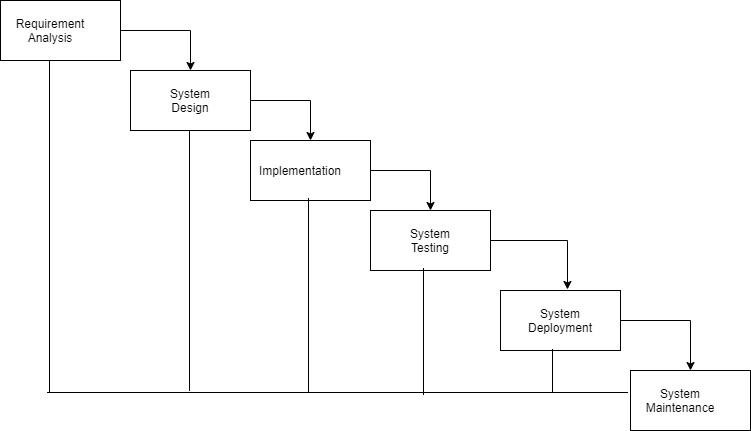 Requirement
Analysis
System
Design
Implementation
System
Testing
System
Deployment
System
Maintenance